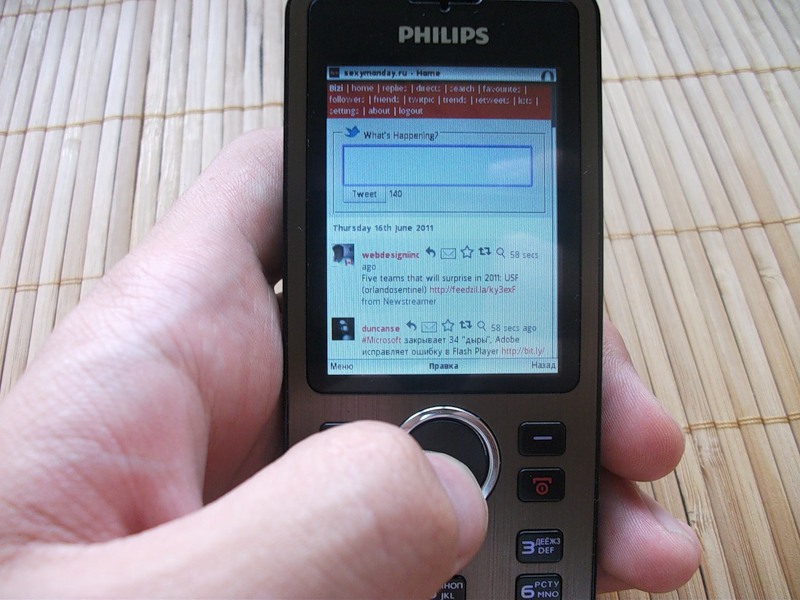 PHILIPS
sexymonday.ru - Home
Bizi | home | replies | directs | search | favourites |
followers | friends | twitpic | trends | retweets | lists |
settings | about | logout
What's Happening?
Tweet 140
Thursday 16th June 2011
webdesigninc 58 secs
ago
Five teams that will surprise in 2011: USF
(orlandosentinel) http://feedzil.la/ky3exF
from Newstreamer
duncanse 58 secs ago
#Microsoft закрывает 34 "дыры", Adobe
исправляет ошибку в Flash Player http://bit.ly/
Меню Правка Назад
3 ДЕЁЖЗ
DEF
НОП
JKL
6 РСТУ
MNO